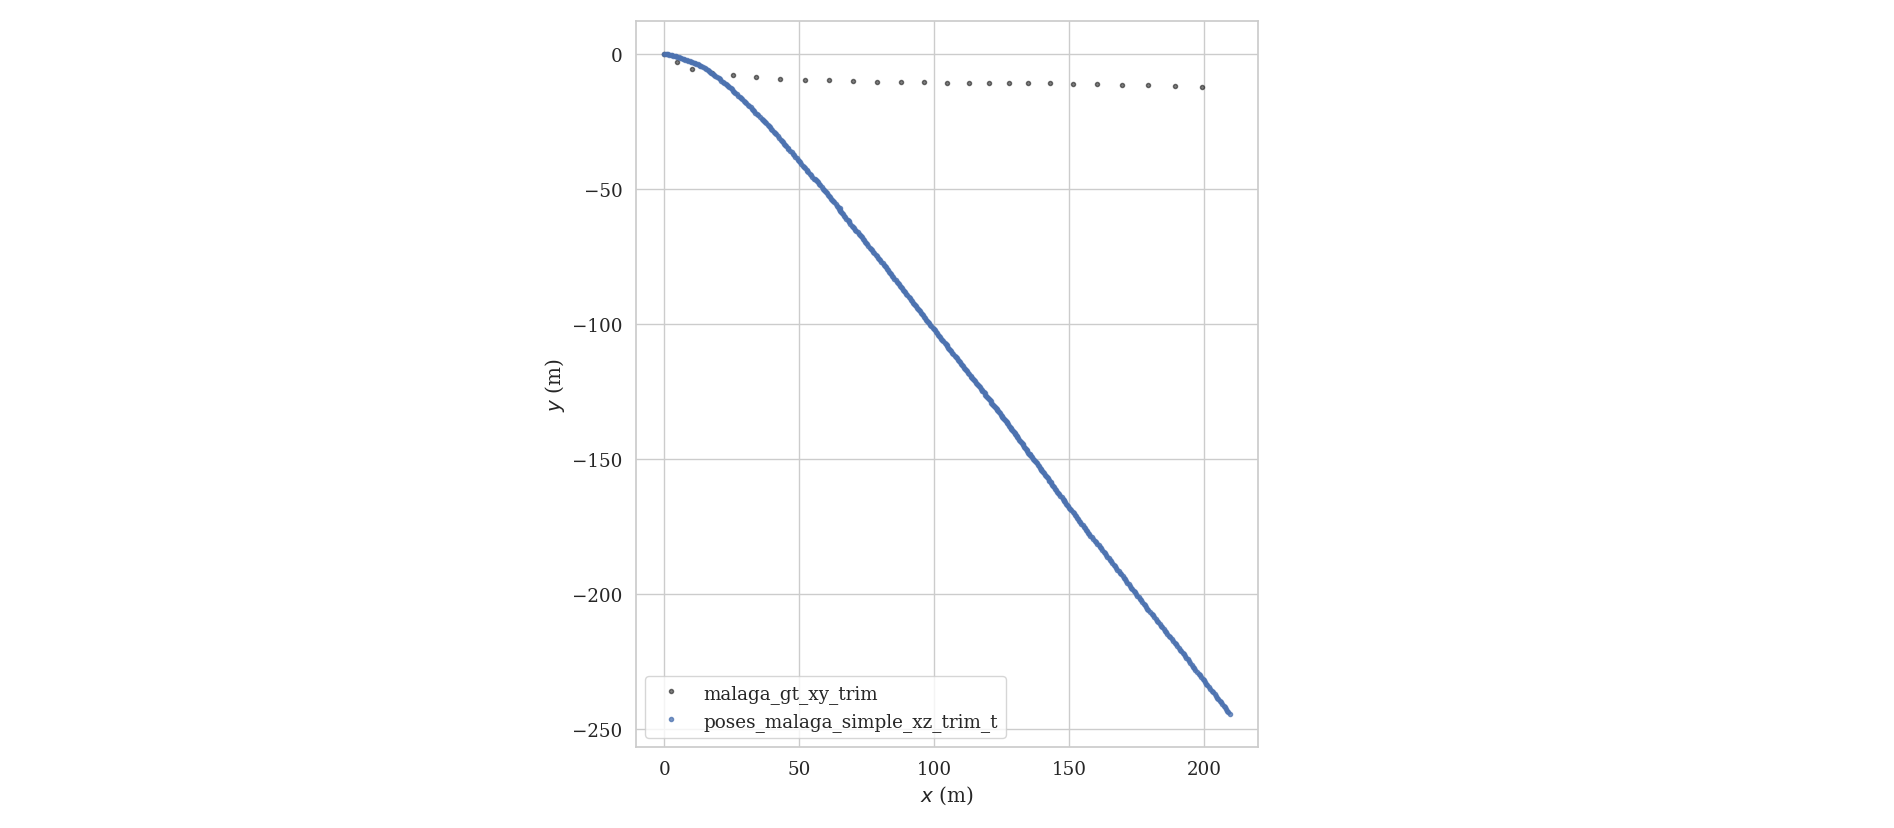 0
−50
−100
−150
−200
−250
y (m)
malaga_gt_xy_trim
poses_malaga_simple_xz_trim_t
0 50 100 150 200
x (m)